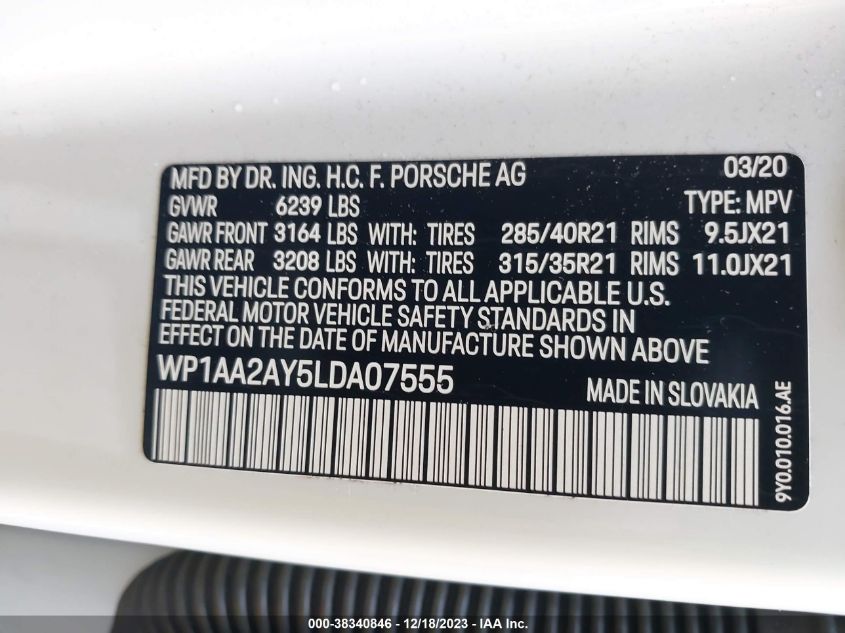 MFD BY DR. ING. H.C. F. PORSCHE AG 03/20
GVWR 6239 LBS TYPE: MPV
GAWR FRONT 3164 LBS WITH: TIRES 285/40R21 RIMS 9.5JX21
GAWR REAR 3208 LBS WITH: TIRES 315/35R21 RIMS 11.0JX21
THIS VEHICLE CONFORMS TO ALL APPLICABLE U.S.
FEDERAL MOTOR VEHICLE SAFETY STANDARDS IN
EFFECT ON THE DATE OF MANUFACTURE SHOWN ABOVE
WP1AA2AY5LDA07555 MADE IN SLOVAKIA
9Y0.010.016.AE
000-38340846 - 12/18/2023 - IAA Inc.